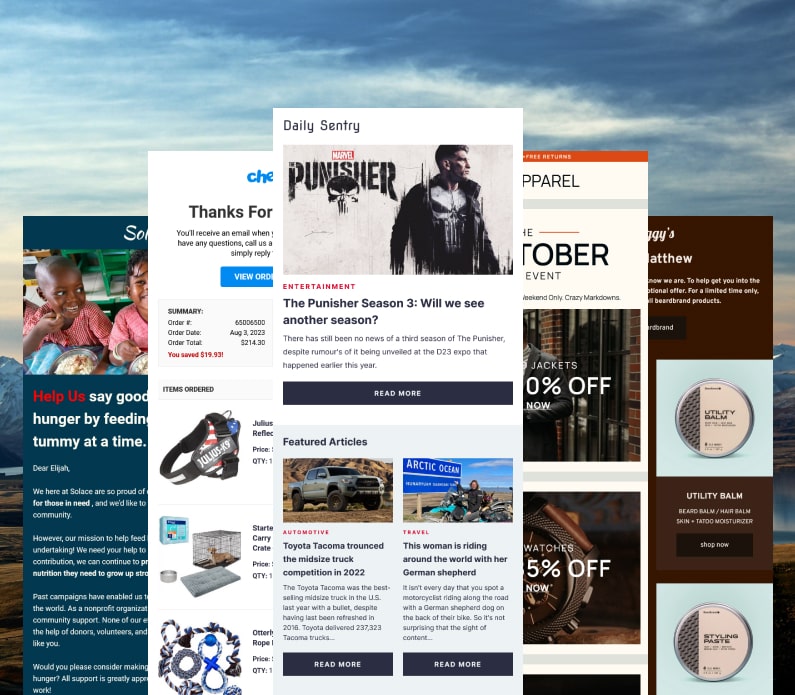 Daily Sentry
MARVEL
THE
PUNISHER
ENTERTAINMENT
The Punisher Season 3: Will we see
another season?
There has still been no news of a third season of The Punisher,
despite rumour's of it being unveiled at the D23 expo that
happened earlier this year.
READ MORE
Featured Articles
AUTOMOTIVE
Toyota Tacoma trounced
the midsize truck
competition in 2022
The Toyota Tacoma was the best-
selling midsize truck in the U.S.
last year with a bullet, despite
having last been refreshed in
2016. Toyota delivered 237,323
Tacoma trucks...
READ MORE
ARCTIC OCEAN
TRAVEL
This woman is riding
around the world with her
German shepherd
It isn't every day that you spot a
motorcylist riding along the road
with a German shepherd dog on
the back of their bike. So it's not
surprising that the sight of
content...
READ MORE
che
Thanks For
You'll receive an email when y
have any questions, call us a
simply reply
VIEW ORD
SUMMARY:
Order #: 65006500
Order Date: Aug 3, 2023
Order Total: $214.30
You saved $19.93!
ITEMS ORDERED
JULIUS-K9
Julius
Reflec
Price: $
QTY: 1
Starte
Carry
Crate
Price: $
QTY: 1
Otterly
Rope
Price: $
QTY: 1
Sol
Help Us say good
hunger by feeding
tummy at a time.
Dear Elijah,
We here at Solace are so proud of
for those in need, and we'd like to
community.
However, our mission to help feed
undertaking! We need your help to
contribution, we can continue to pr
nutrition they need to grow up stro
Past campaigns have enabled us t
the world. As a nonprofit organizat
community support. None of our e
the help of donors, volunteers, and
like you.
Would you please consider making
hunger? All support is greatly appre
work!
FREE RETURNS
PPAREL
HE
TOBER
EVENT
Weekend Only. Crazy Markdowns.
JACKETS
0% OFF
NOW
WATCHES
5% OFF
NOW
ggy's
Matthew
know we are. To help get you into the
ptional offer. For a limited time only,
all beardbrand products.
ardbrand
UTILITY
BALM
UTILITY BALM
BEARD BALM / HAIR BALM
SKIN + TATOO MOISTURIZER
shop now
STYLING
PASTE